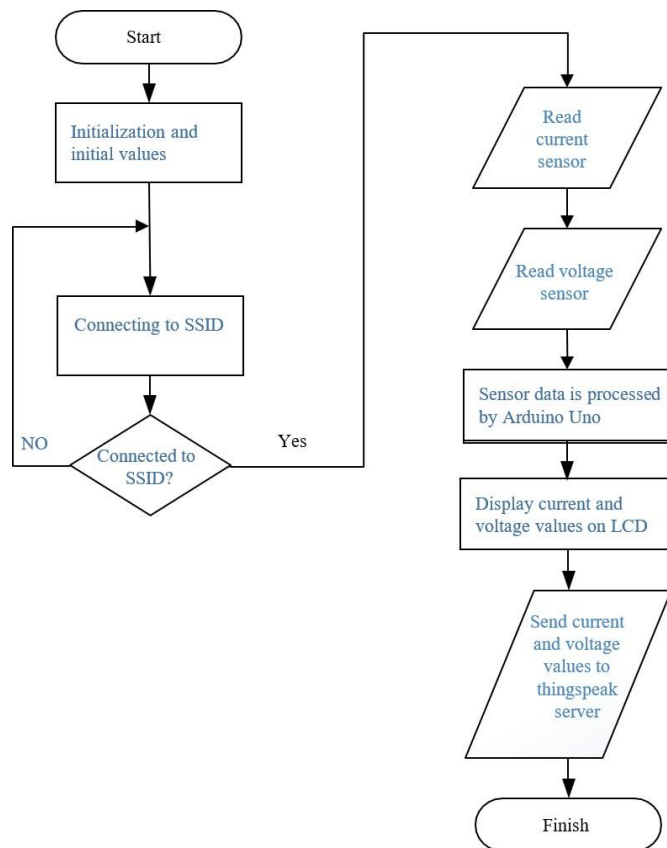 Start
Initialization and
initial values
Connecting to SSID
Connected to
SSID?
NO
Yes
Read
current
sensor
Read voltage
sensor
Sensor data is processed
by Arduino Uno
Display current and
voltage values on LCD
Send current
and voltage
values to
thingspeak
server
Finish